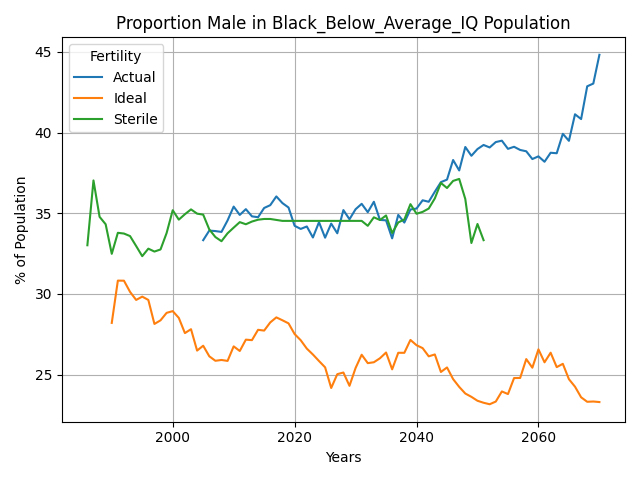 Proportion Male in Black_Below_Average_IQ Population
Fertility
Actual
Ideal
Sterile
% of Population
45
40
35
30
25
2000 2020 2040 2060
Years